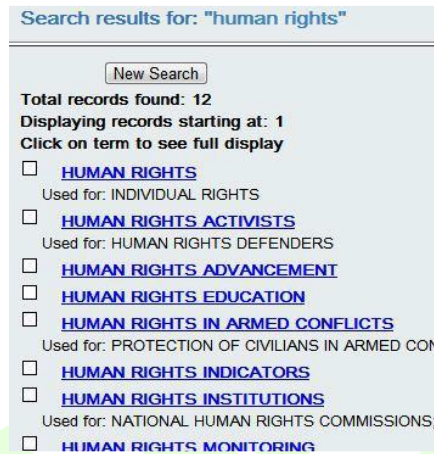 Search results for: "human rights"
New Search
Total records found: 12
Displaying records starting at: 1
Click on term to see full display
HUMAN RIGHTS
Used for: INDIVIDUAL RIGHTS
HUMAN RIGHTS ACTIVISTS
Used for: HUMAN RIGHTS DEFENDERS
HUMAN RIGHTS ADVANCEMENT
HUMAN RIGHTS EDUCATION
HUMAN RIGHTS IN ARMED CONFLICTS
Used for: PROTECTION OF CIVILIANS IN ARMED CON
HUMAN RIGHTS INDICATORS
HUMAN RIGHTS INSTITUTIONS
Used for: NATIONAL HUMAN RIGHTS COMMISSIONS;
HUMAN RIGHTS MONITORING